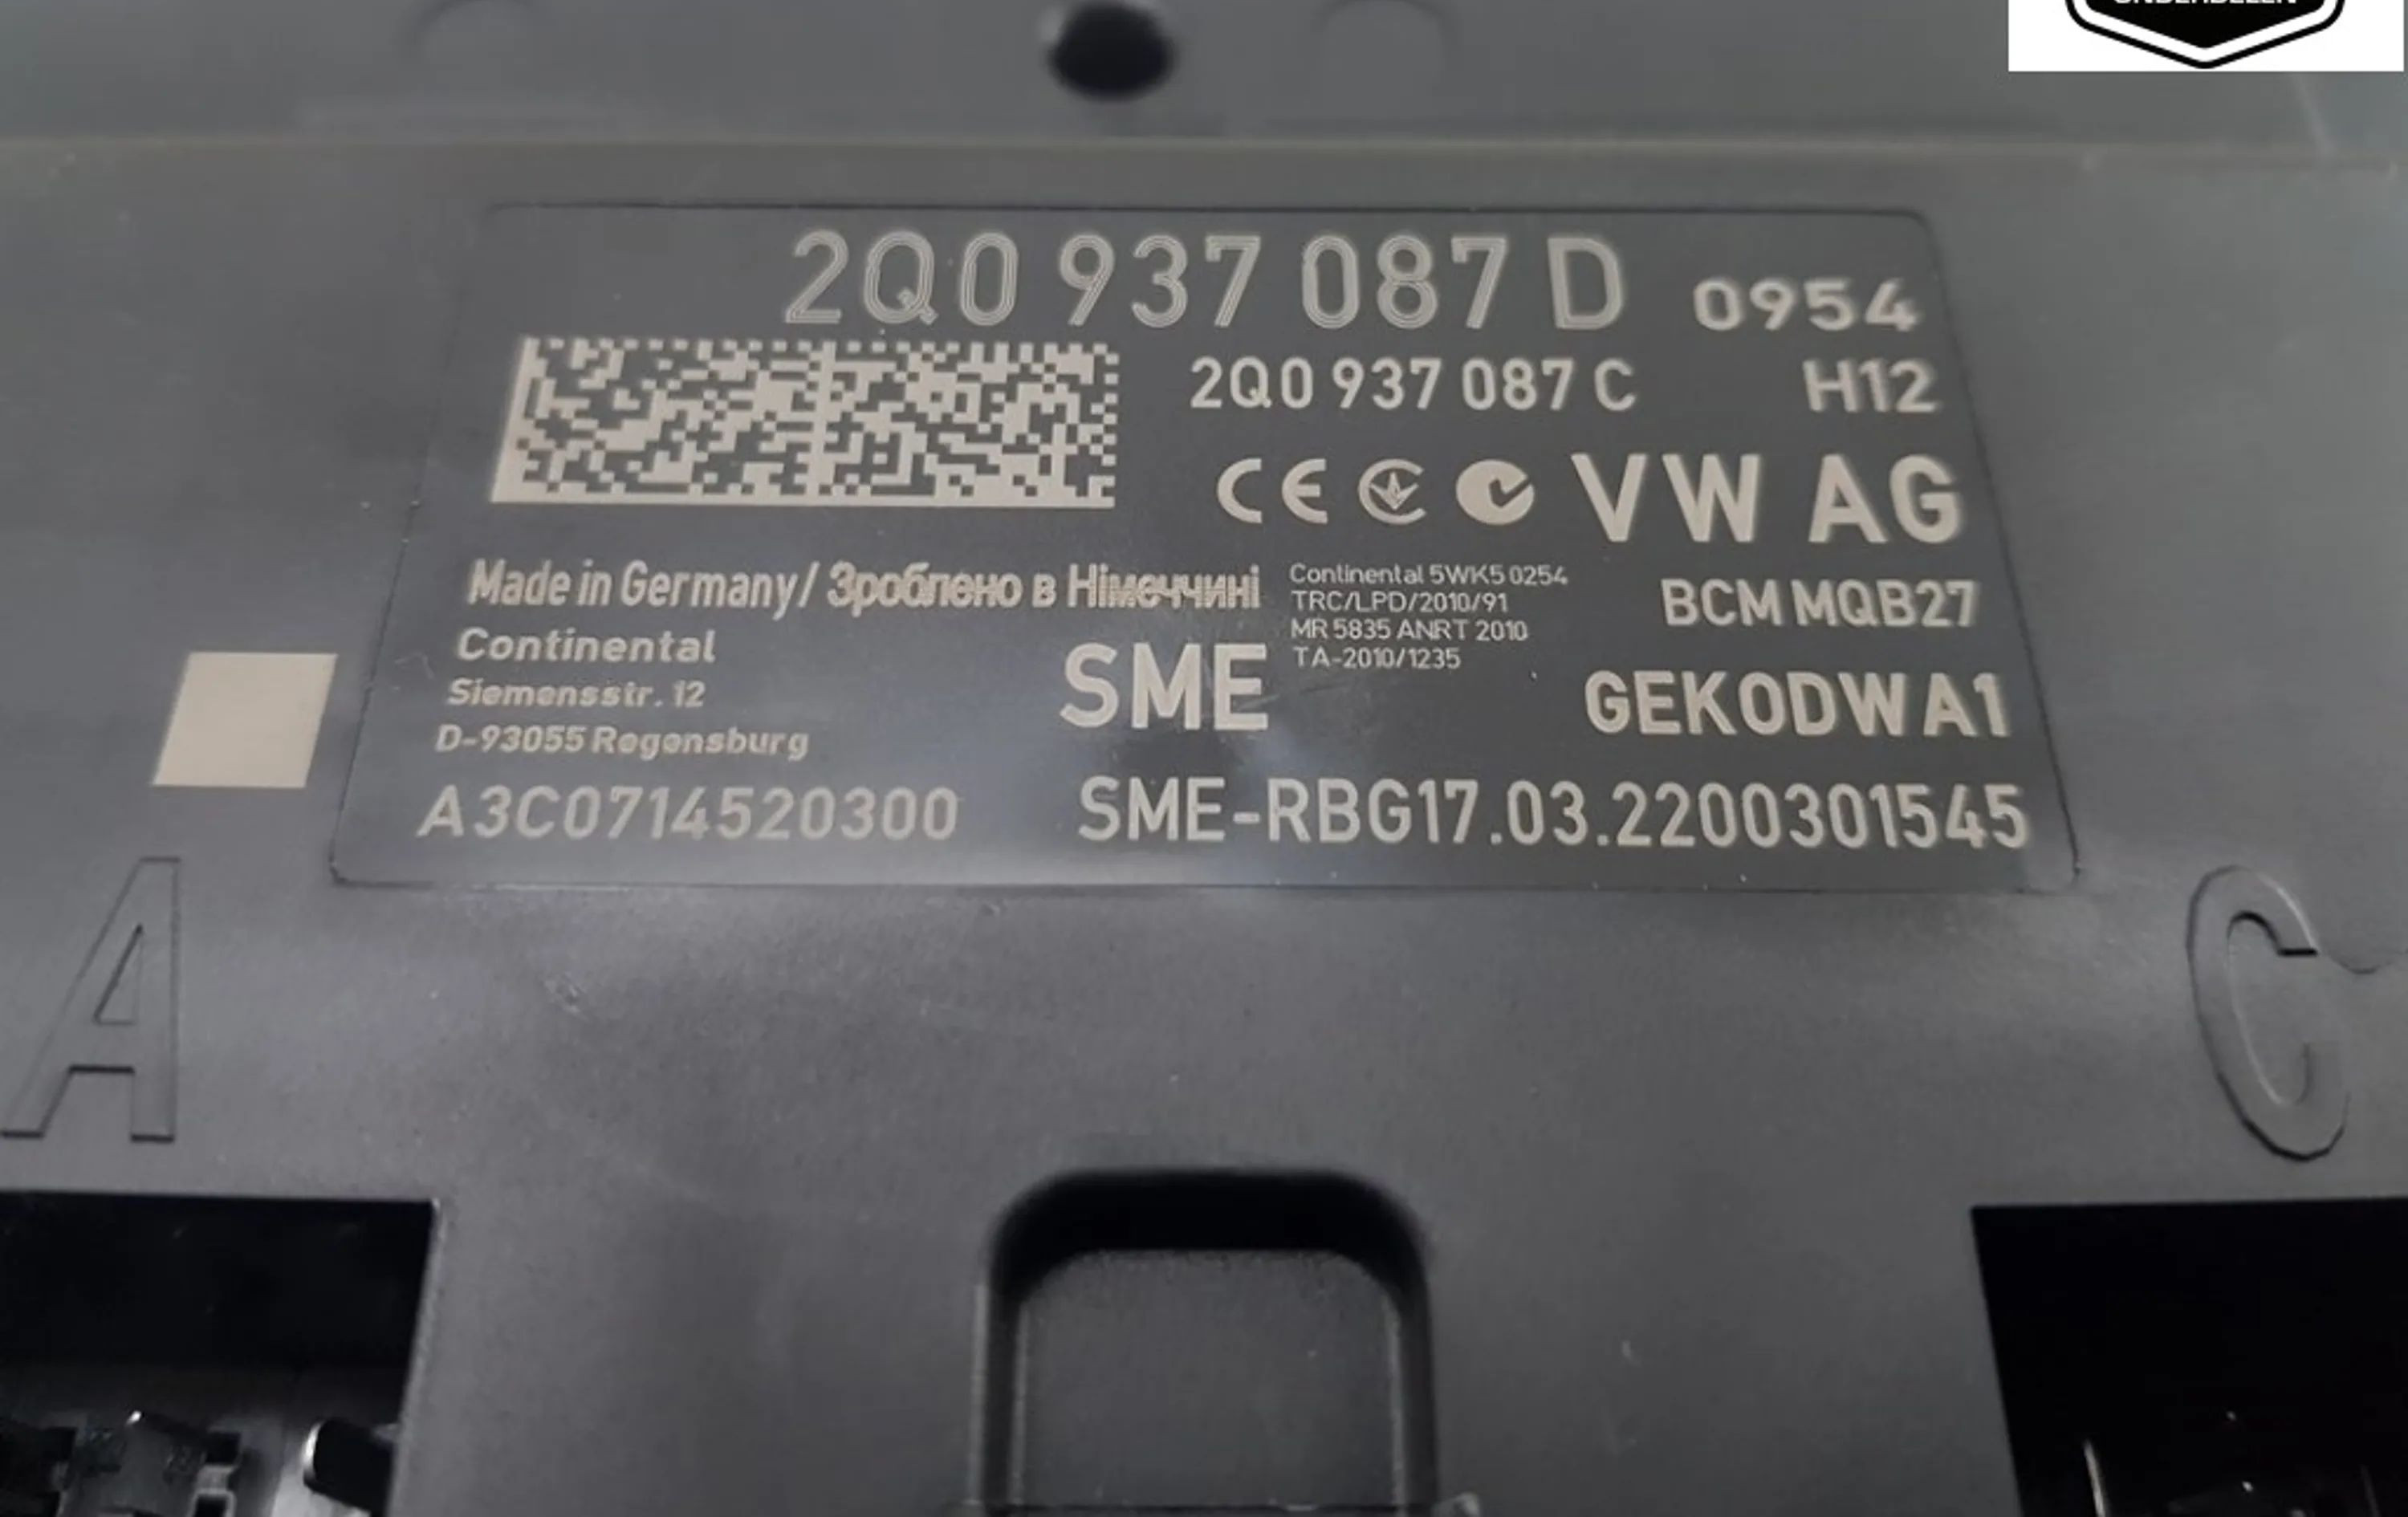 2Q0 937 087 D 0954
2Q0 937 087 C H12
CE VW AG
Made in Germany/ Зроблено в Німеччині
Continental 5WK5 0254
TRC/LPD/2010/91
MR 5835 ANRT 2010
TA-2010/1235
BCM MQB27
Continental
Siemensstr. 12
D-93055 Regensburg
SME
GEK0DW A1
A3C0714520300 SME-RBG17.03.2200301545
A
C